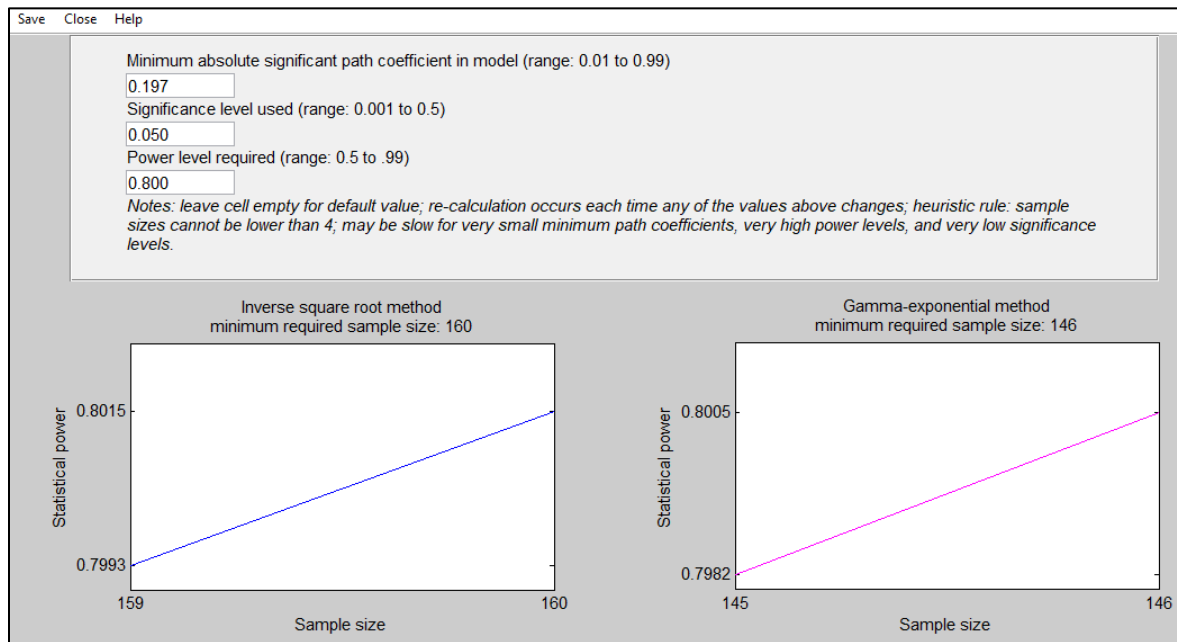 Save Close Help
Minimum absolute significant path coefficient in model (range: 0.01 to 0.99)
0.197
Significance level used (range: 0.001 to 0.5)
0.050
Power level required (range: 0.5 to .99)
0.800
Notes: leave cell empty for default value; re-calculation occurs each time any of the values above changes; heuristic rule: sample
sizes cannot be lower than 4; may be slow for very small minimum path coefficients, very high power levels, and very low significance
levels.
Inverse square root method
minimum required sample size: 160
0.8015
Statistical power
0.7993
159 160
Sample size
Gamma-exponential method
minimum required sample size: 146
0.8005
Statistical power
0.7982
145 146
Sample size